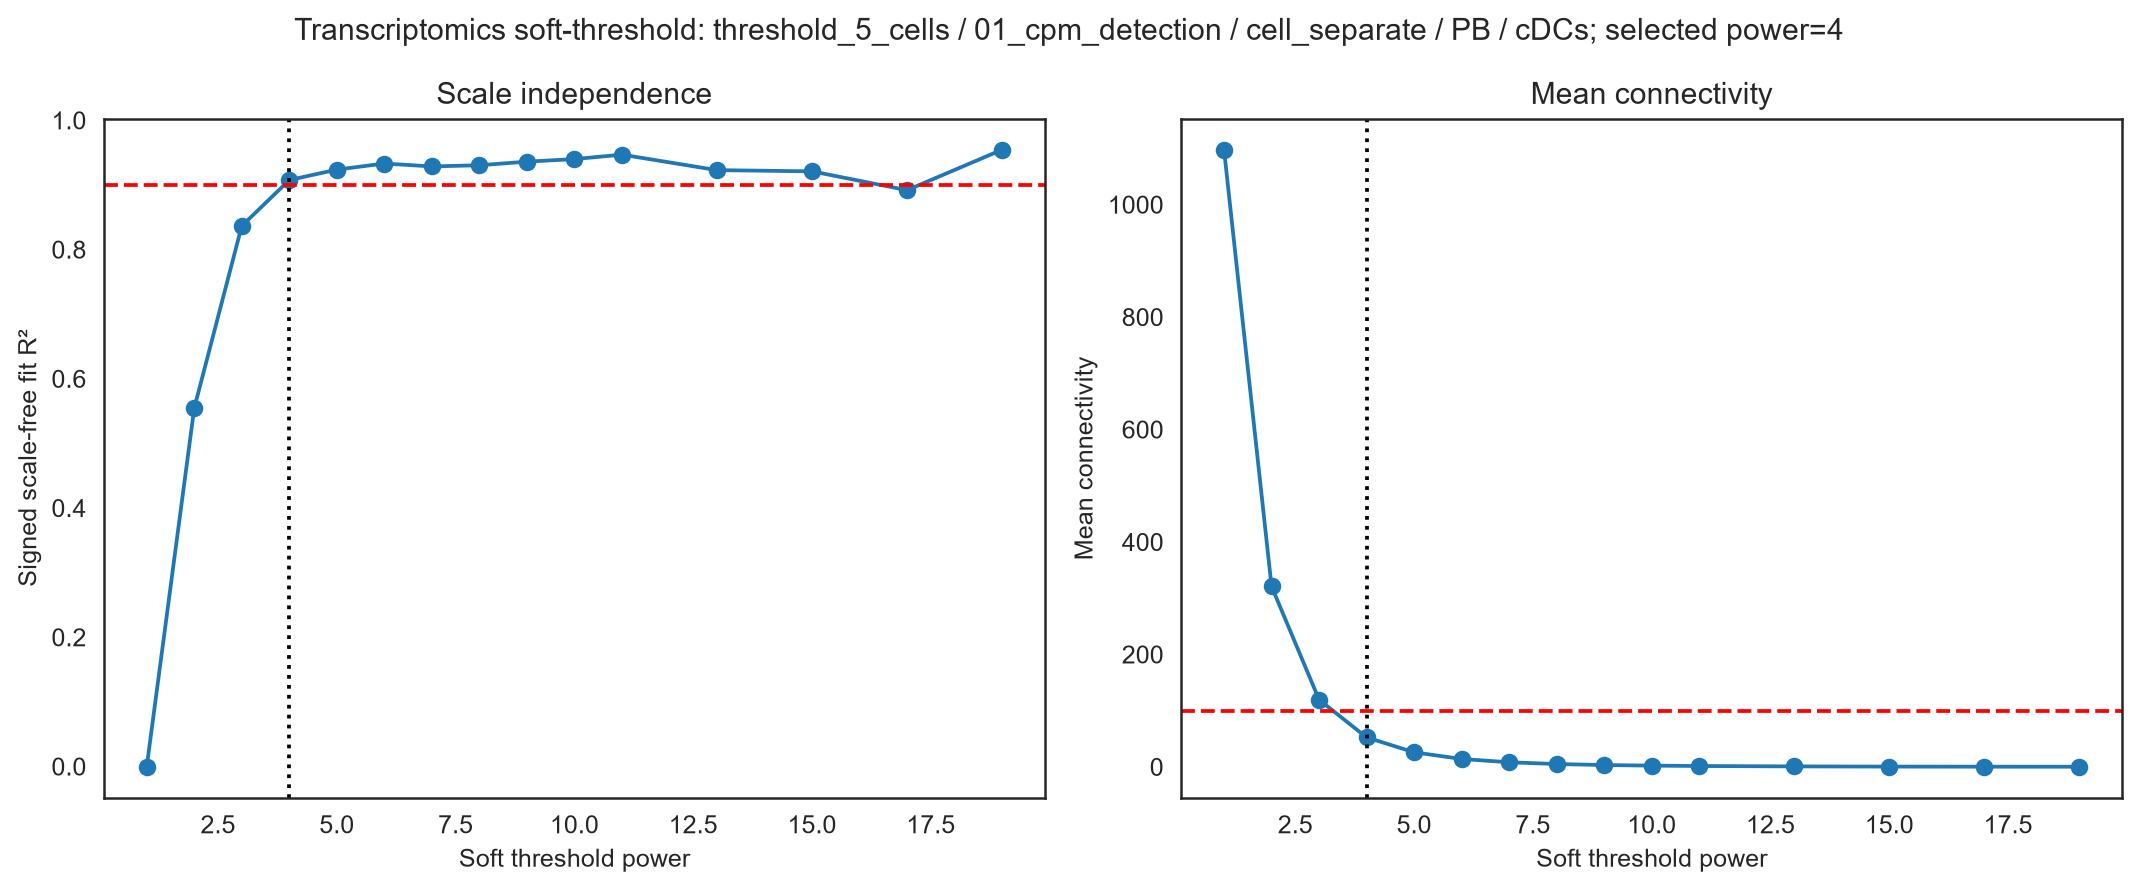 Transcriptomics soft-threshold: threshold_5_cells / 01_cpm_detection / cell_separate / PB / cDCs; selected power=4
Scale independence
1.0
0.8
0.6
0.4
0.2
0.0
Signed scale-free fit R²
2.5 5.0 7.5 10.0 12.5 15.0 17.5
Soft threshold power
Mean connectivity
1000
800
600
400
200
0
Mean connectivity
2.5 5.0 7.5 10.0 12.5 15.0 17.5
Soft threshold power